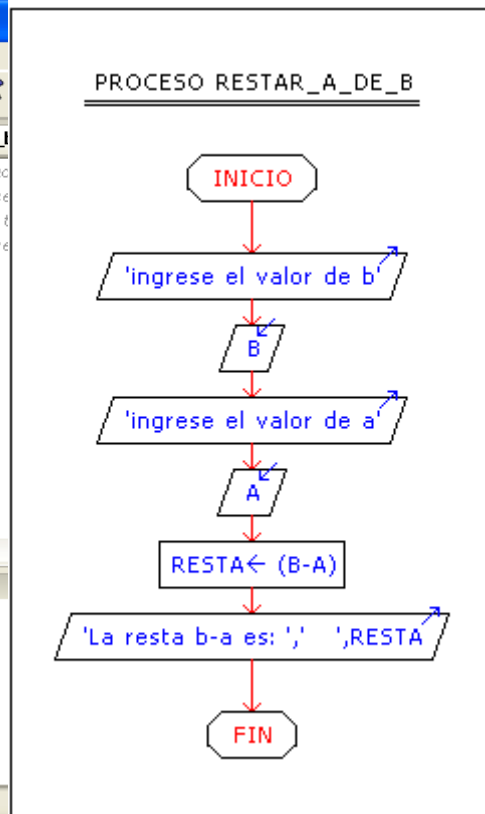 PROCESO RESTAR_A_DE_B
INICIO
'ingrese el valor de b'
B
'ingrese el valor de a'
A
RESTA← (B-A)
'La resta b-a es: ','   ',RESTA
FIN